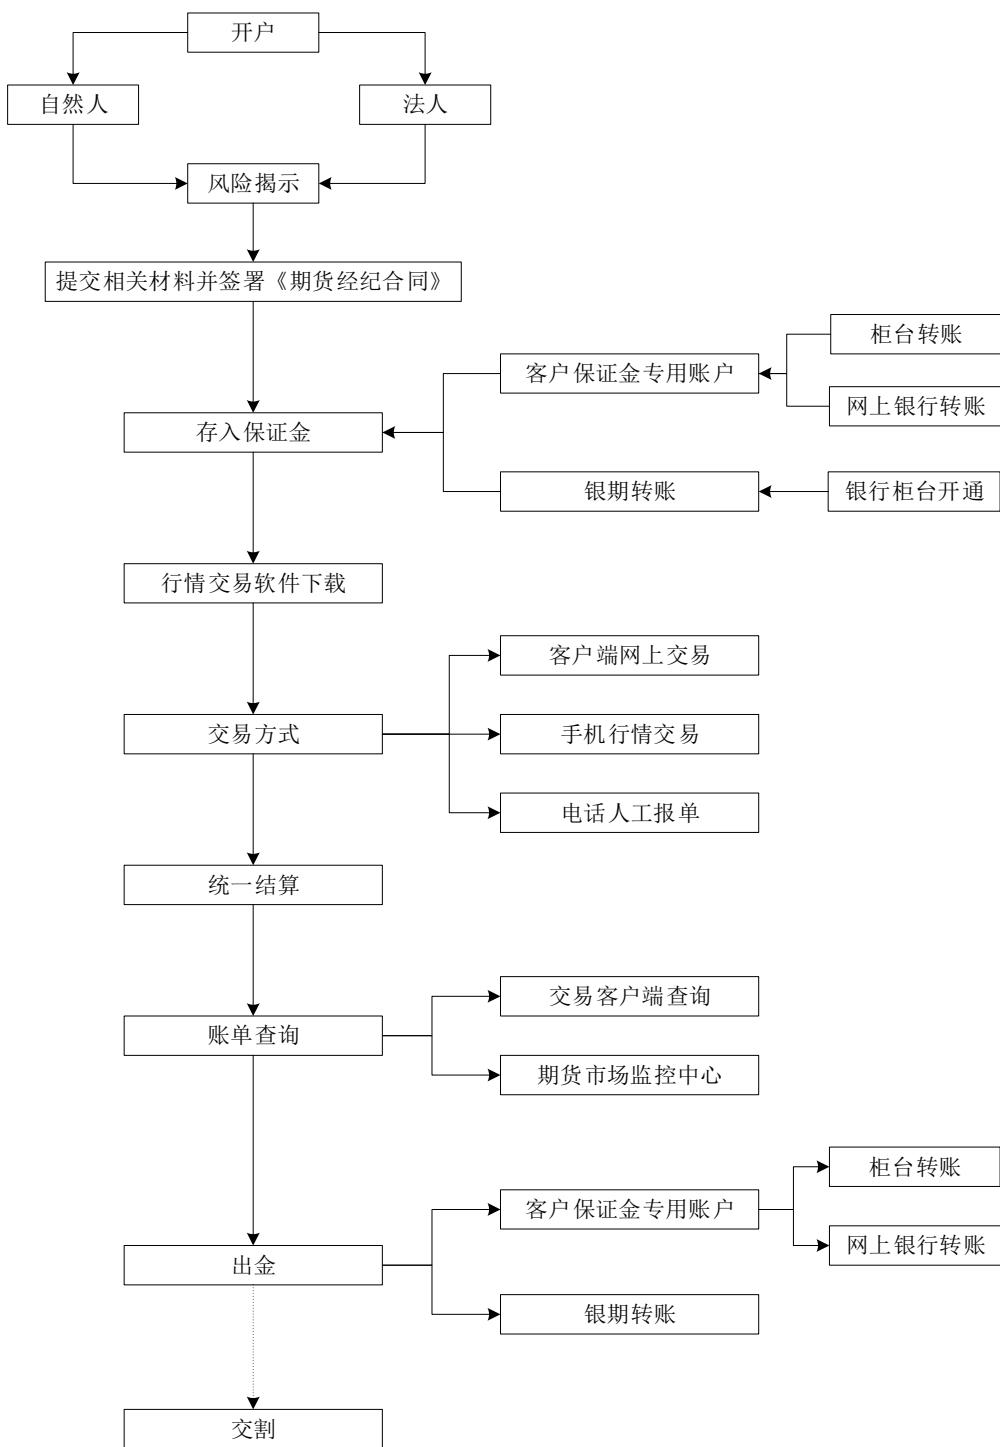 开户
自然人
法人
风险揭示
提交相关材料并签署《期货经纪合同》
柜台转账
客户保证金专用账户
网上银行转账
存入保证金
银期转账
银行柜台开通
行情交易软件下载
客户端网上交易
交易方式
手机行情交易
电话人工报单
统一结算
交易客户端查询
账单查询
期货市场监控中心
柜台转账
客户保证金专用账户
网上银行转账
出金
银期转账
交割